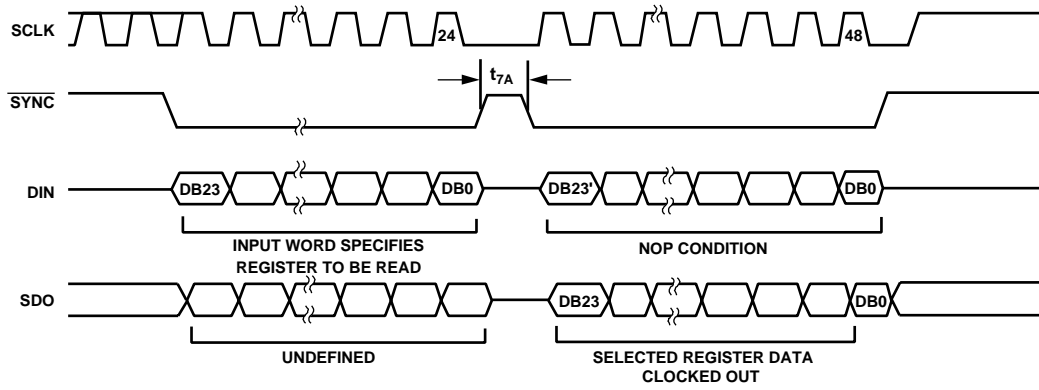 SCLK
24
48
t7A
SYNC
DIN
DB23
DB0
DB23'
DB0
INPUT WORD SPECIFIES
REGISTER TO BE READ
NOP CONDITION
SDO
DB23
DB0
UNDEFINED
SELECTED REGISTER DATA
CLOCKED OUT